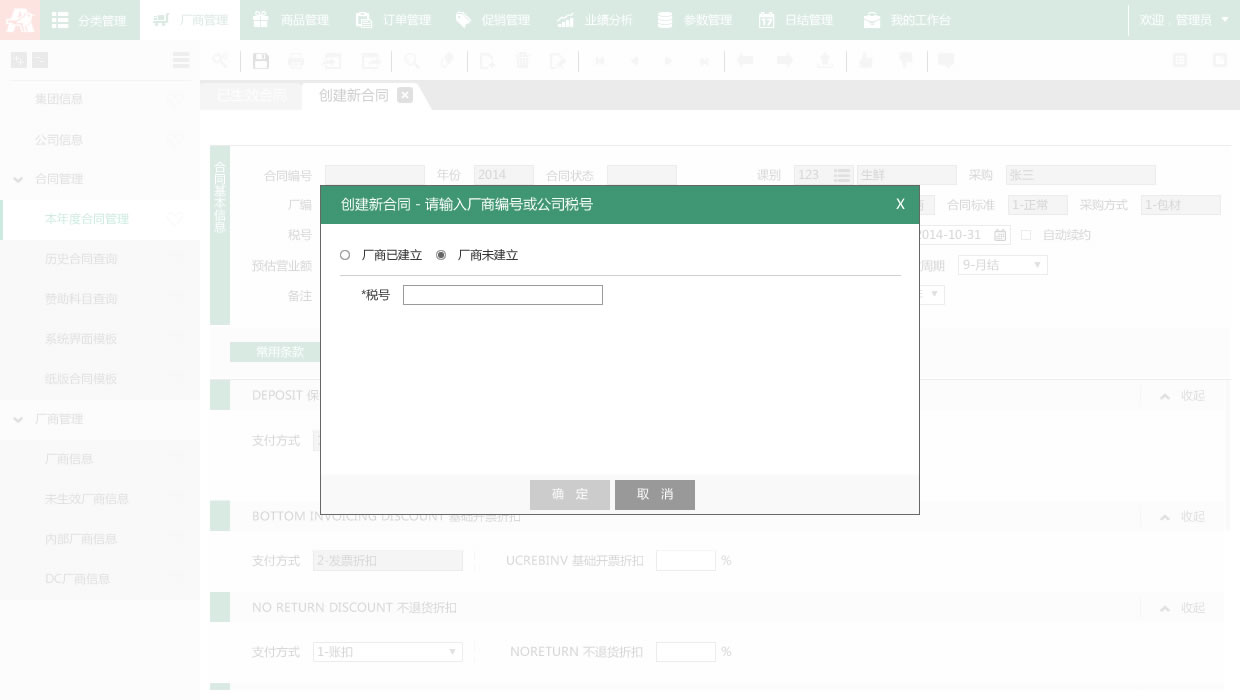 分类管理 厂商管理 商品管理 订单管理 促销管理 业绩分析 参数管理 日结管理 我的工作台 欢迎，管理员
已生效合同 创建新合同
集团信息
公司信息
合同管理
本年度合同管理
历史合同查询
赞助科目查询
系统界面模板
纸版合同模板
厂商管理
厂商信息
未生效厂商信息
内部厂商信息
DC厂商信息
合同基本信息
合同编号 年份 2014 合同状态 课别 123 生鲜 采购 张三
厂编 合同标准 1-正常 采购方式 1-包材
税号 2014-10-31 自动续约
预估营业额 周期 9-月结
备注
创建新合同 - 请输入厂商编号或公司税号 X
厂商已建立 厂商未建立
*税号
确 定 取 消
常用条款
DEPOSIT 保 收起
支付方式
BOTTOM INVOICING DISCOUNT 基础开票折扣 收起
支付方式 2-发票折扣 UCREBINV 基础开票折扣 %
NO RETURN DISCOUNT 不退货折扣 收起
支付方式 1-账扣 NORETURN 不退货折扣 %